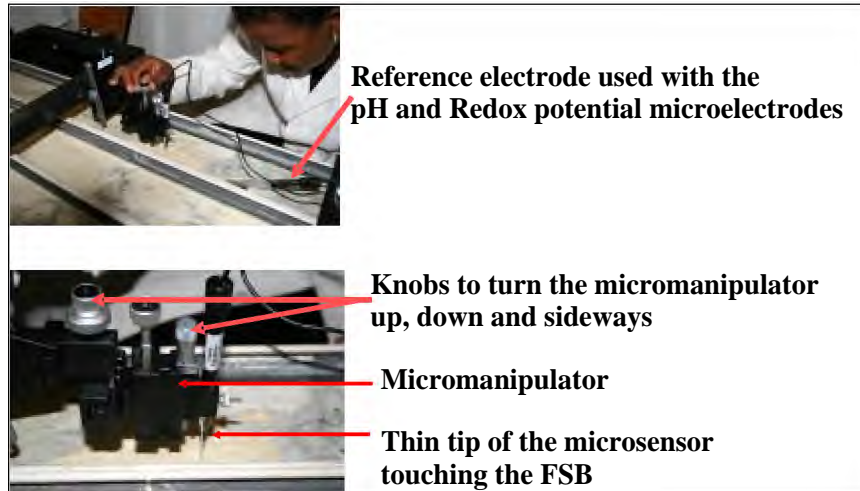 Reference electrode used with the
pH and Redox potential microelectrodes
Knobs to turn the micromanipulator
up, down and sideways
Micromanipulator
Thin tip of the microsensor
touching the FSB